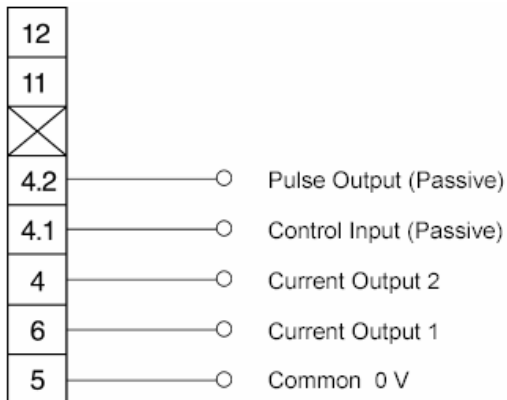 12
11
4.2 Pulse Output (Passive)
4.1 Control Input (Passive)
4 Current Output 2
6 Current Output 1
5 Common 0 V